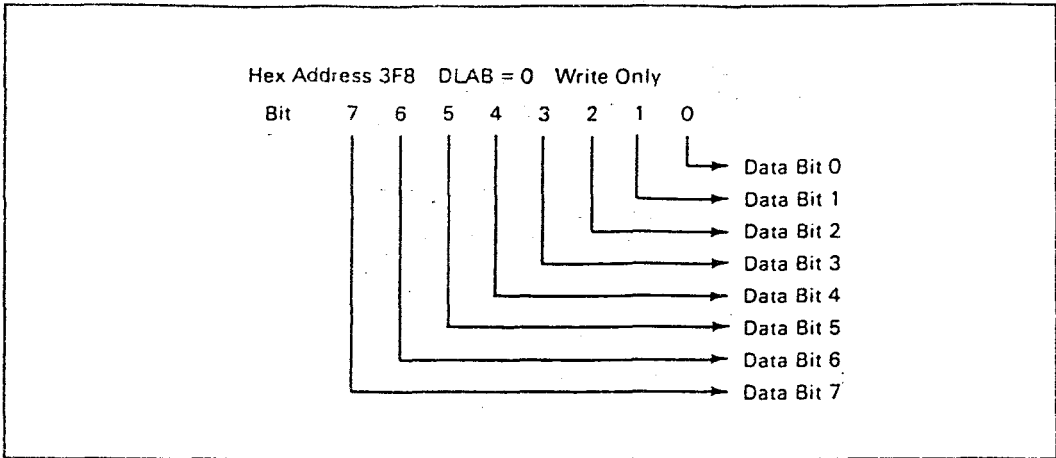 Hex Address 3F8 DLAB = 0 Write Only
Bit 7 6 5 4 3 2 1 0
Data Bit 0
Data Bit 1
Data Bit 2
Data Bit 3
Data Bit 4
Data Bit 5
Data Bit 6
Data Bit 7